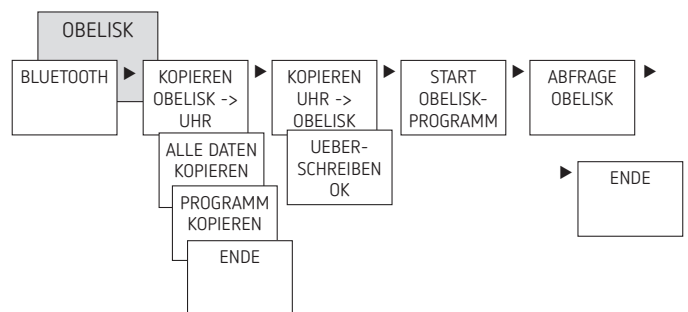 OBELISK
BLUETOOTH
KOPIEREN
OBELISK ->
UHR
ALLE DATEN
KOPIEREN
PROGRAMM
KOPIEREN
ENDE
KOPIEREN
UHR ->
OBELISK
UEBER-
SCHREIBEN
OK
START
OBELISK-
PROGRAMM
ABFRAGE
OBELISK
ENDE